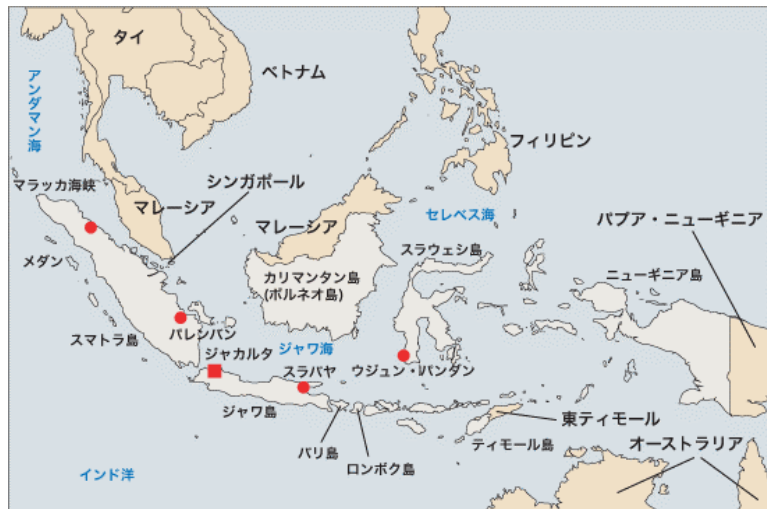 タイ
ベトナム
アンダマン海
フィリピン
マラッカ海峡
シンガポール
マレーシア
マレーシア
セレベス海
パプア・ニューギニア
スラウェシ島
メダン
カリマンタン島
(ボルネオ島)
ニューギニア島
スマトラ島
パレンバン
ジャワ海
ジャカルタ
スラバヤ
ウジュン・パンダン
ジャワ島
東ティモール
ティモール島
オーストラリア
バリ島
ロンボク島
インド洋